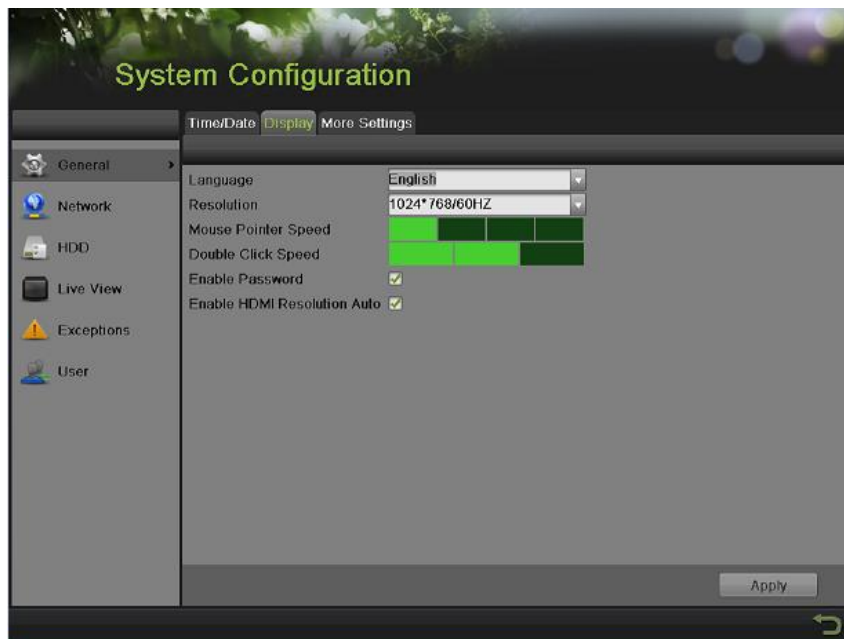 System Configuration
Time/Date Display More Settings
General
Network
HDD
Live View
Exceptions
User
Language English
Resolution 1024*768/60HZ
Mouse Pointer Speed
Double Click Speed
Enable Password
Enable HDMI Resolution Auto
Apply